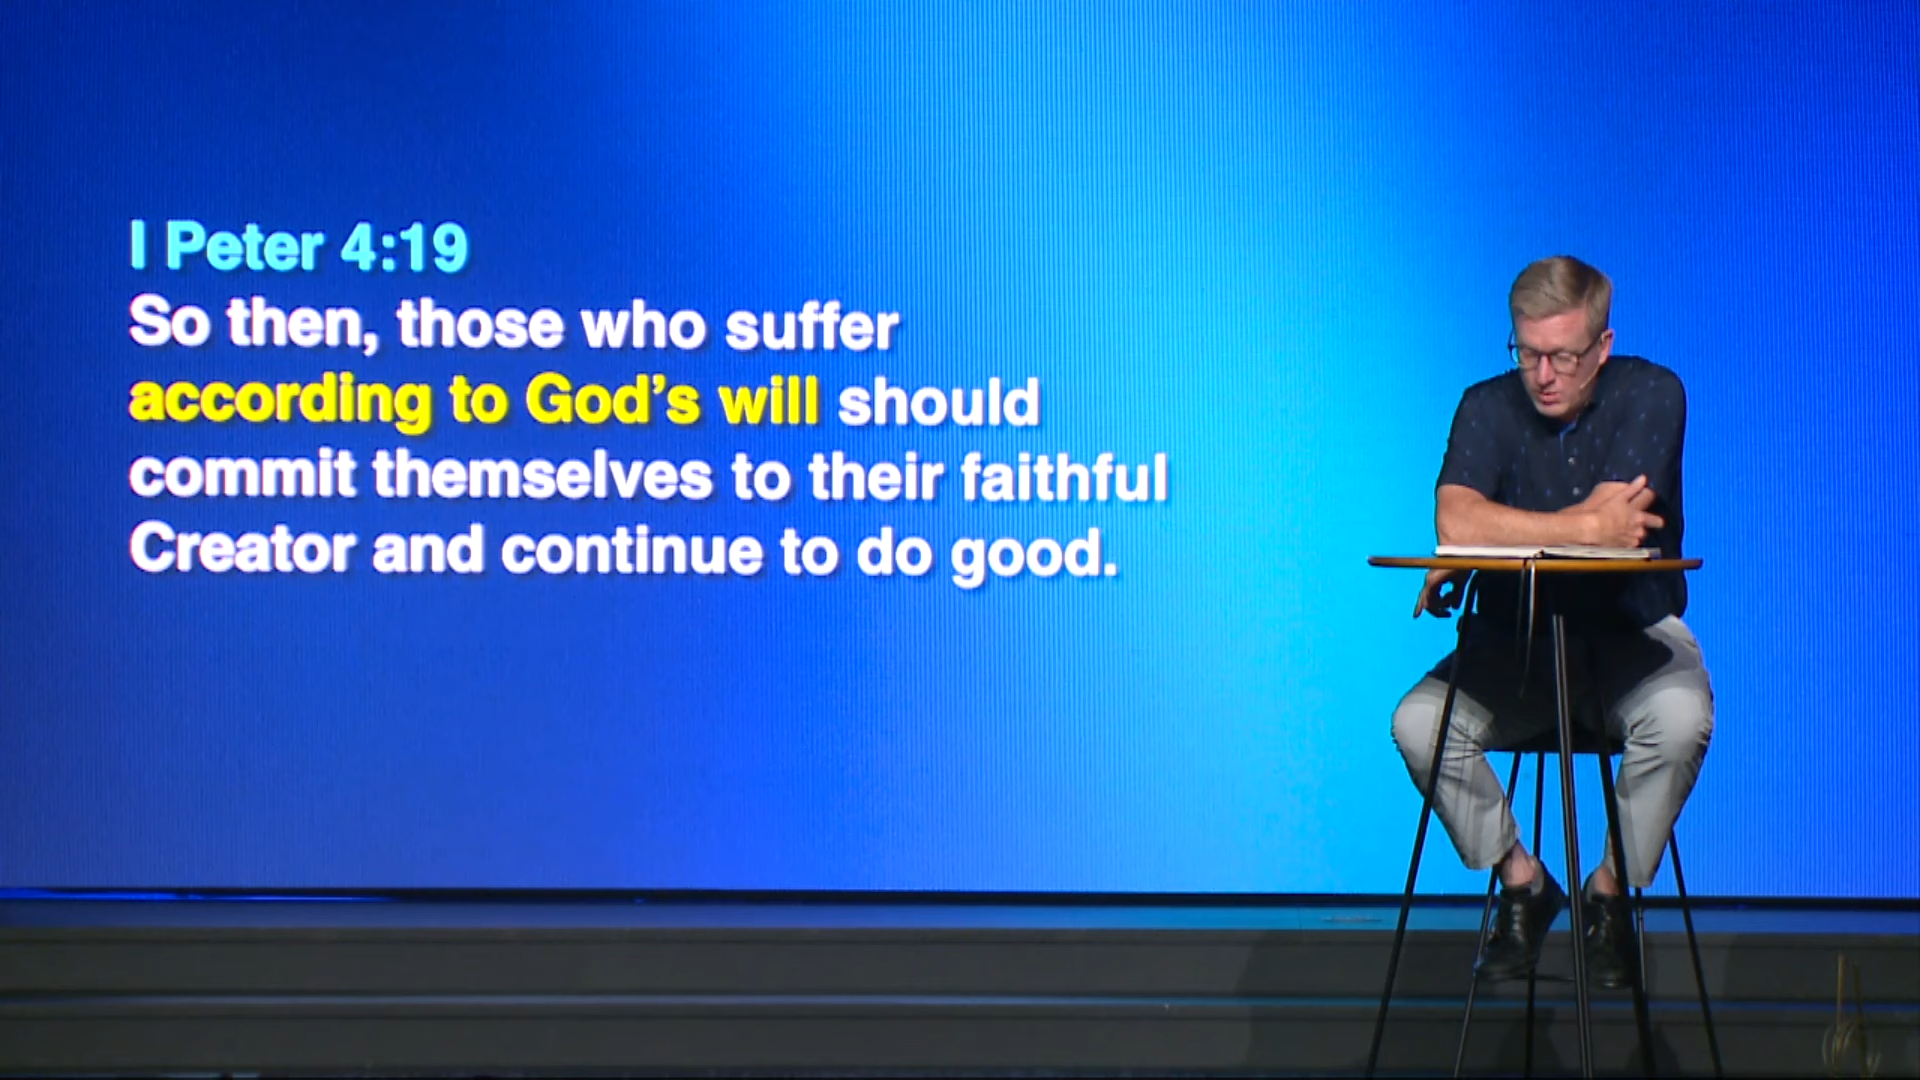 I Peter 4:19
So then, those who suffer
according to God's will should
commit themselves to their faithful
Creator and continue to do good.